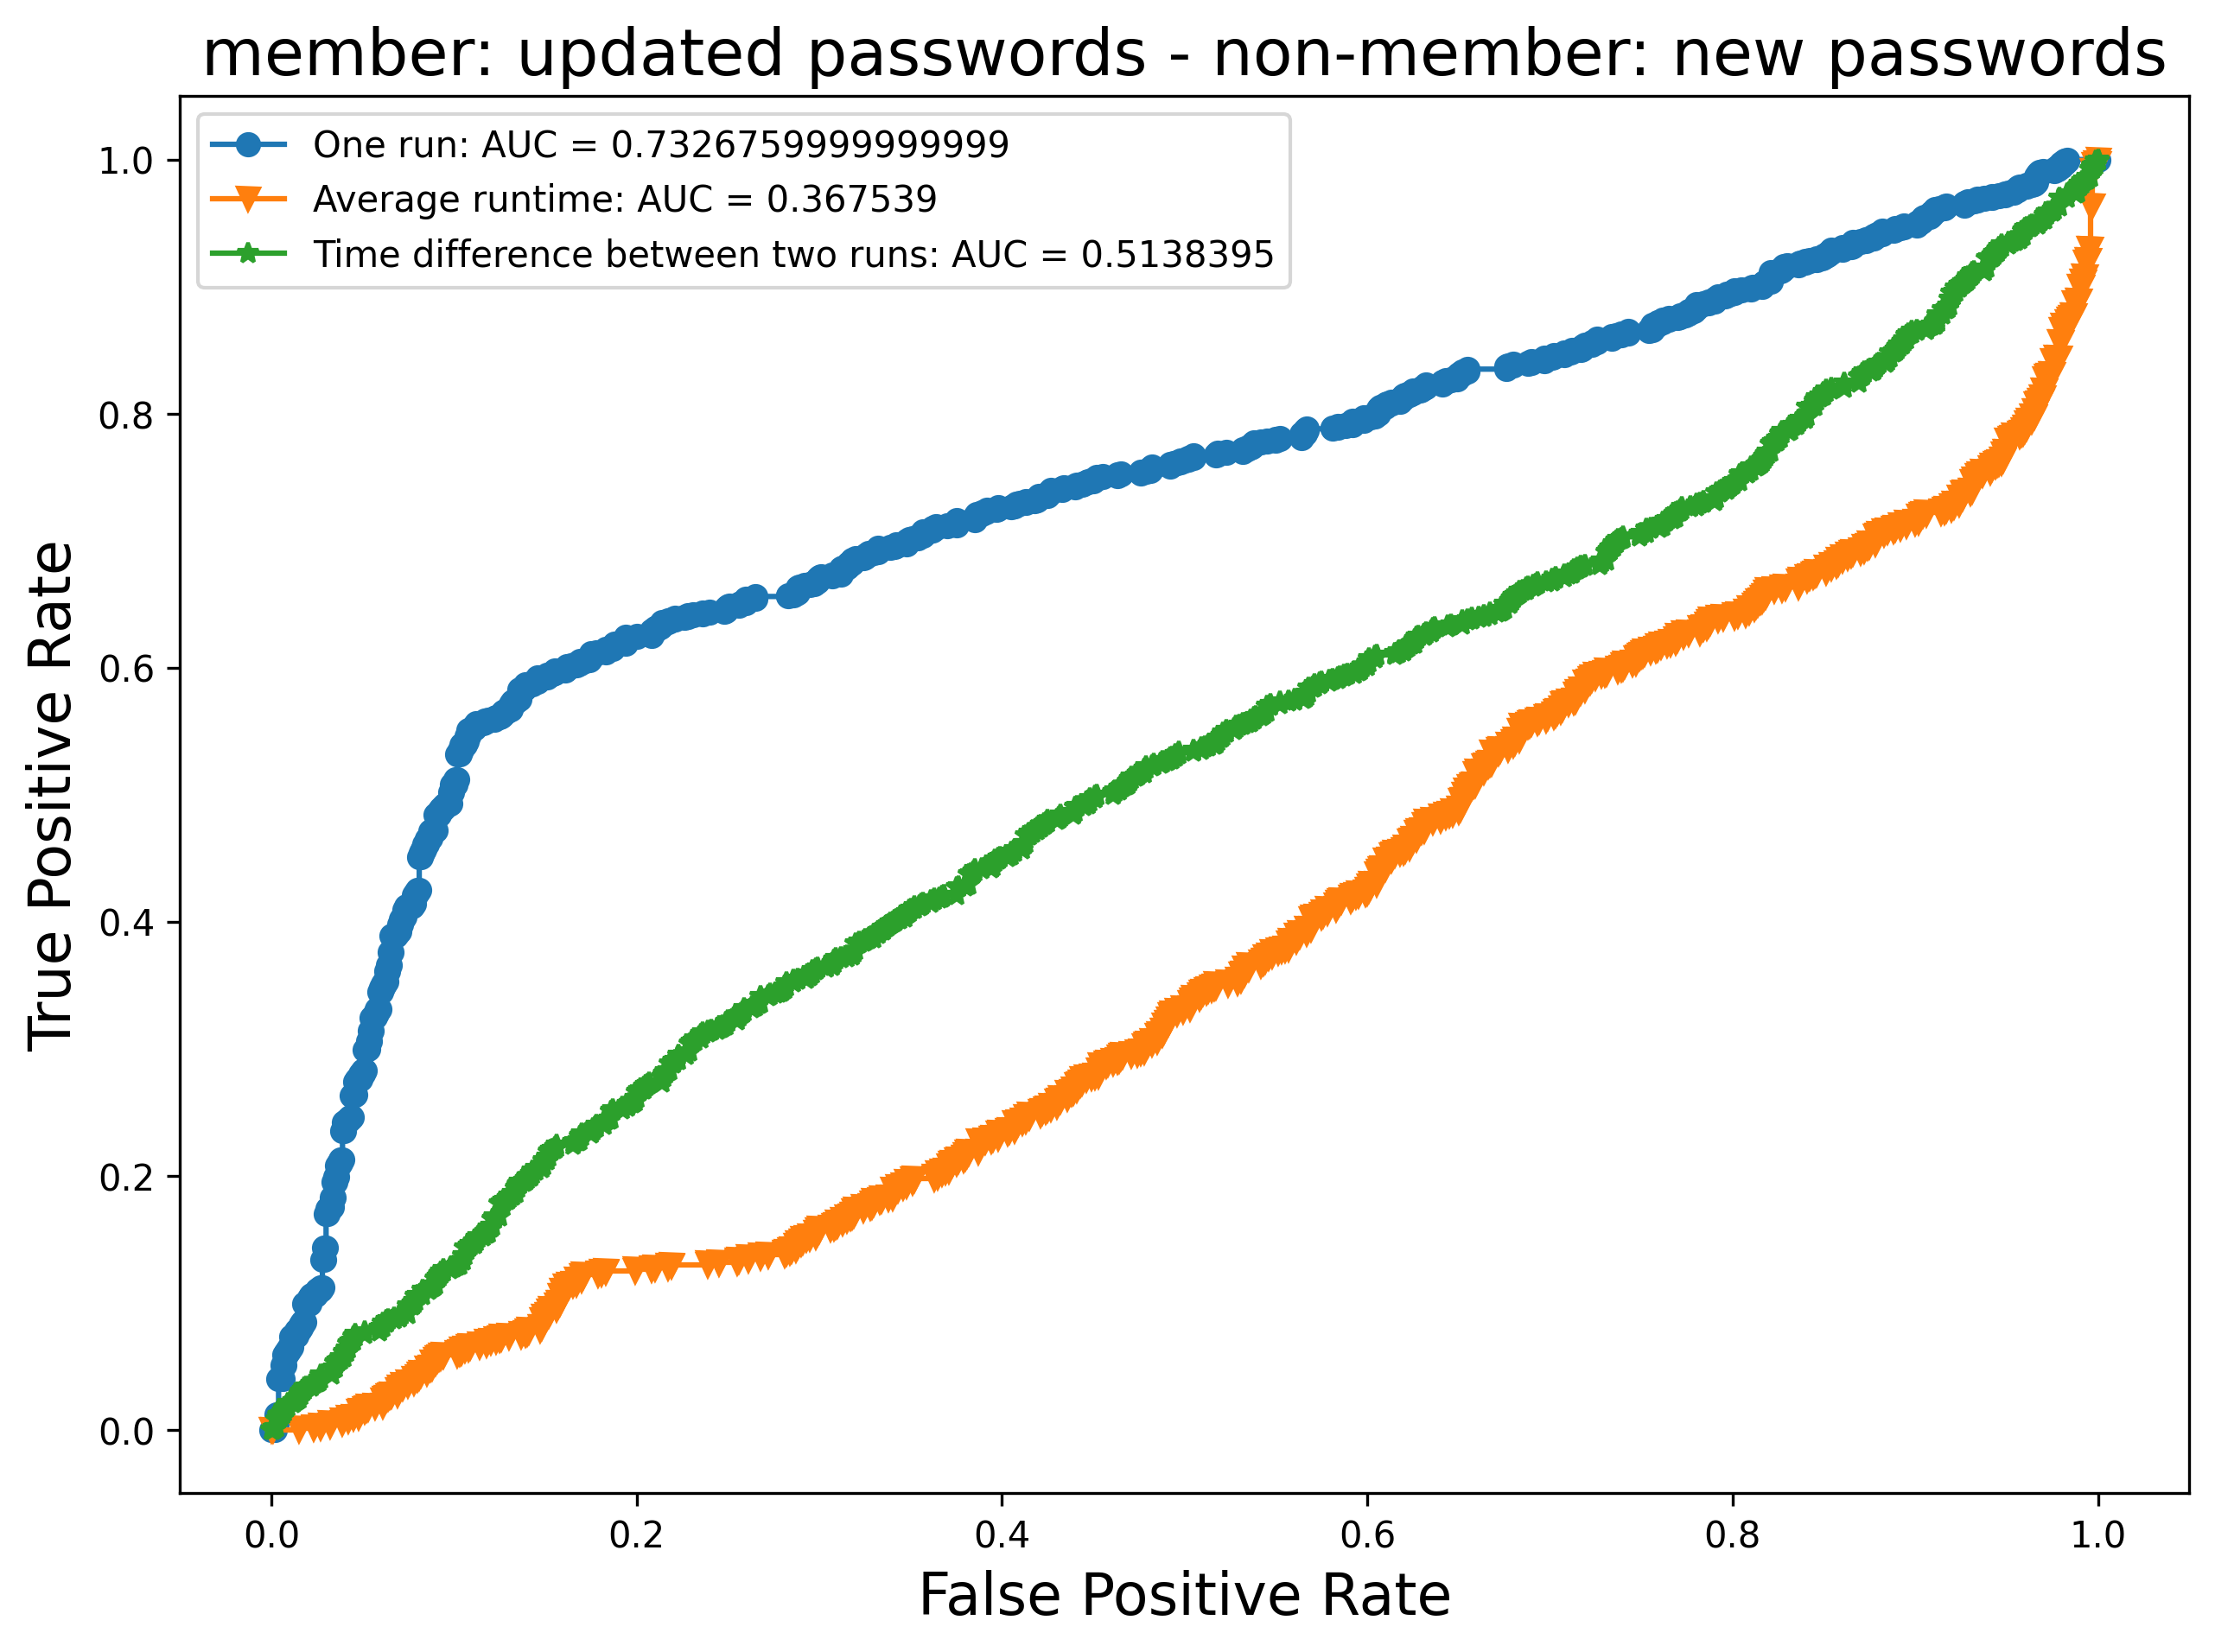 member: updated passwords - non-member: new passwords
One run: AUC = 0.7326759999999999
Average runtime: AUC = 0.367539
Time difference between two runs: AUC = 0.5138395
1.0
0.8
0.6
0.4
0.2
0.0
True Positive Rate
0.0 0.2 0.4 0.6 0.8 1.0
False Positive Rate